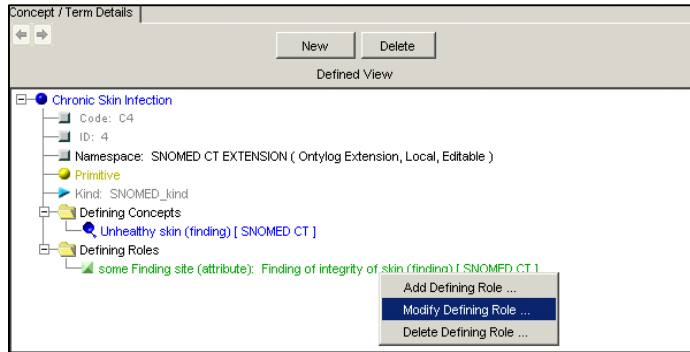 Concept / Term Details
New Delete
Defined View
Chronic Skin Infection
Code: C4
ID: 4
Namespace: SNOMED CT EXTENSION ( Ontylog Extension, Local, Editable )
Primitive
Kind: SNOMED_kind
Defining Concepts
Unhealthy skin (finding) [ SNOMED CT ]
Defining Roles
some Finding site (attribute): Finding of integrity of skin (finding) [ SNOMED CT ]
Add Defining Role ...
Modify Defining Role ...
Delete Defining Role ...